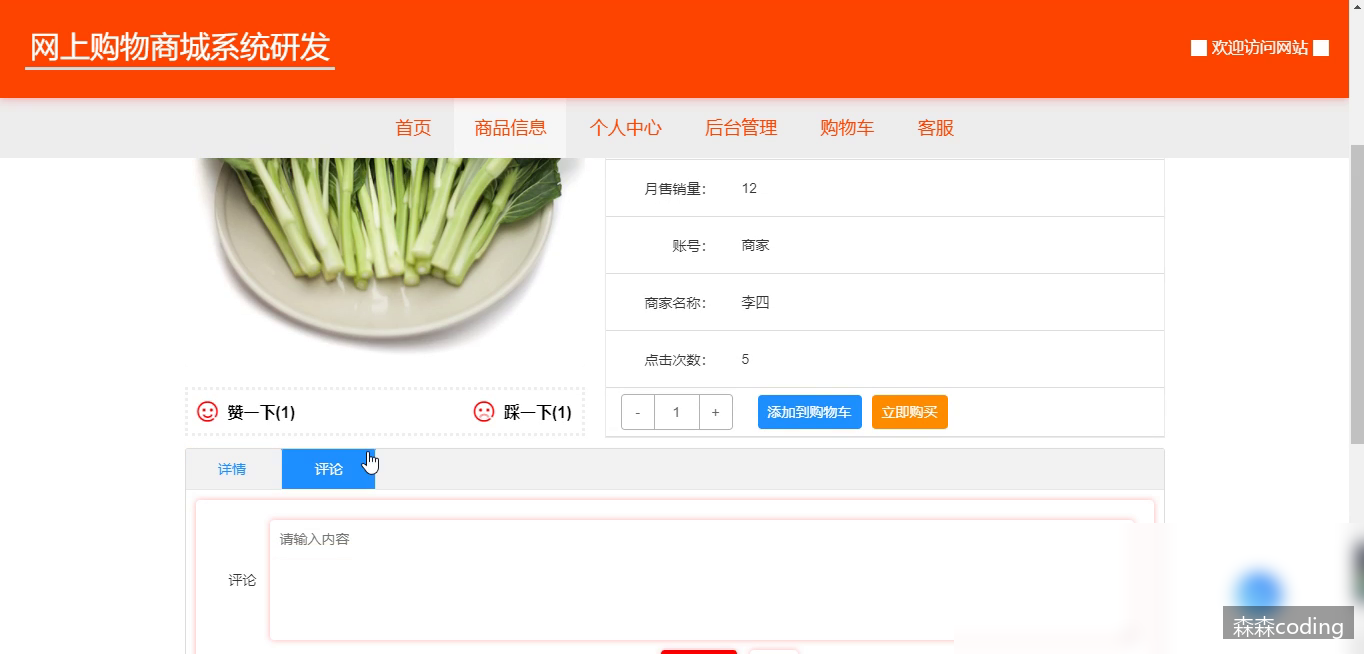 网上购物商城系统研发
欢迎访问网站
首页 商品信息 个人中心 后台管理 购物车 客服
月售销量： 12
账号： 商家
商家名称： 李四
点击次数： 5
赞一下(1) 踩一下(1)
- 1 + 添加到购物车 立即购买
详情 评论
请输入内容
评论
森森coding